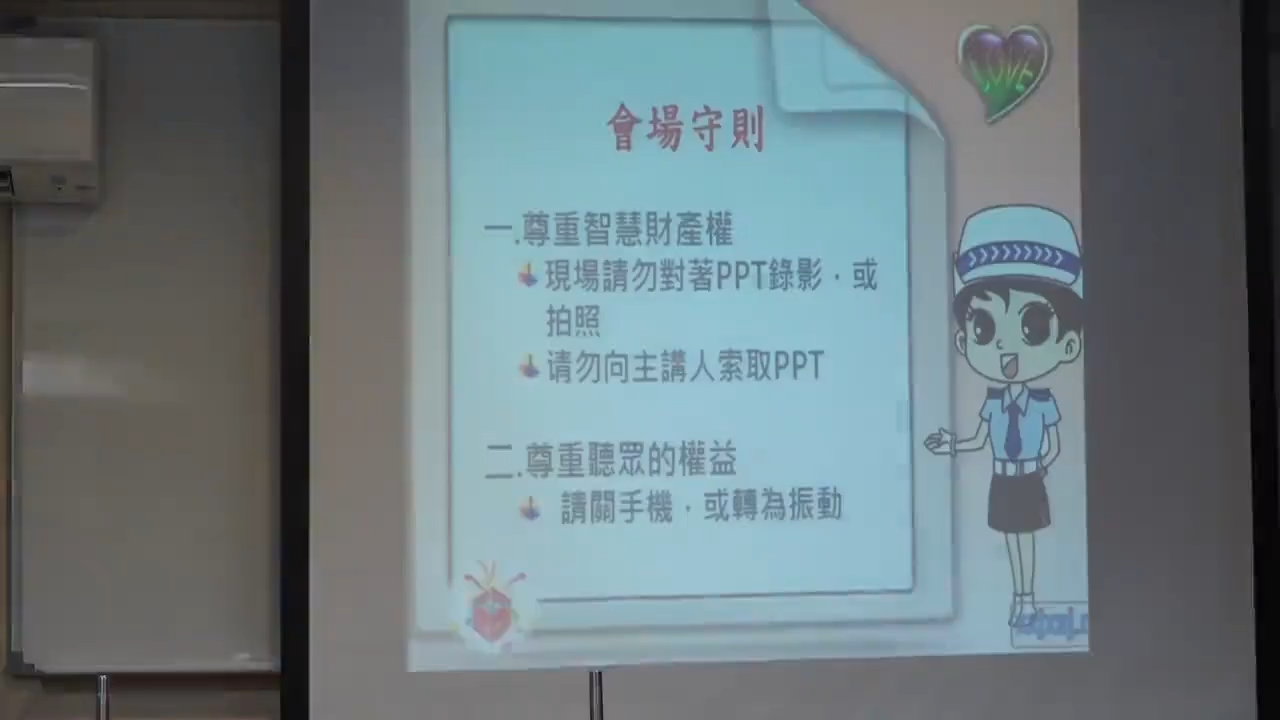 LOVE
會場守則
一.尊重智慧財產權
現場請勿對著PPT錄影，或
拍照
请勿向主講人索取PPT
二.尊重聽眾的權益
請關手機，或轉為振動